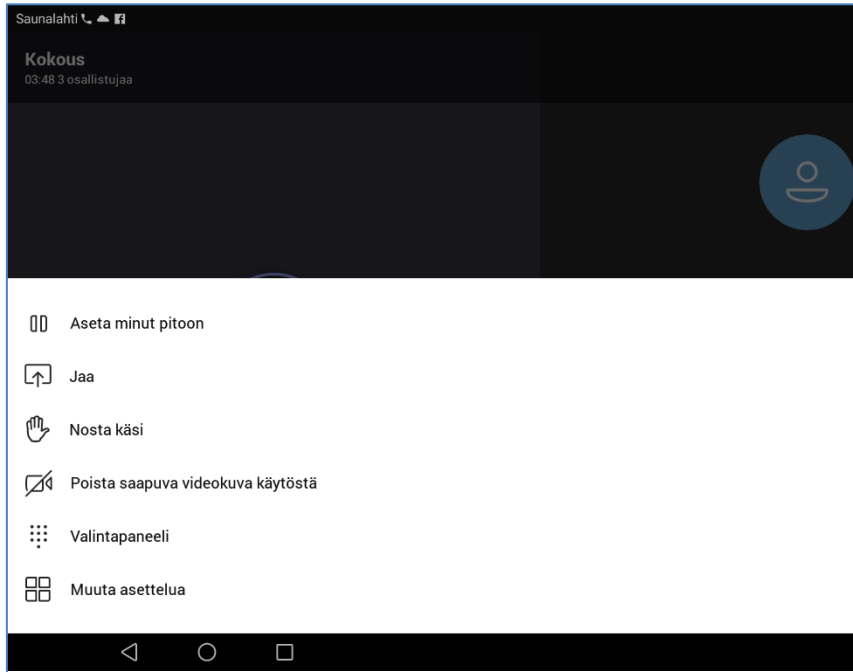 Saunalahti
Kokous
03:48 3 osallistujaa
Aseta minut pitoon
Jaa
Nosta käsi
Poista saapuva videokuva käytöstä
Valintapaneeli
Muuta asettelua